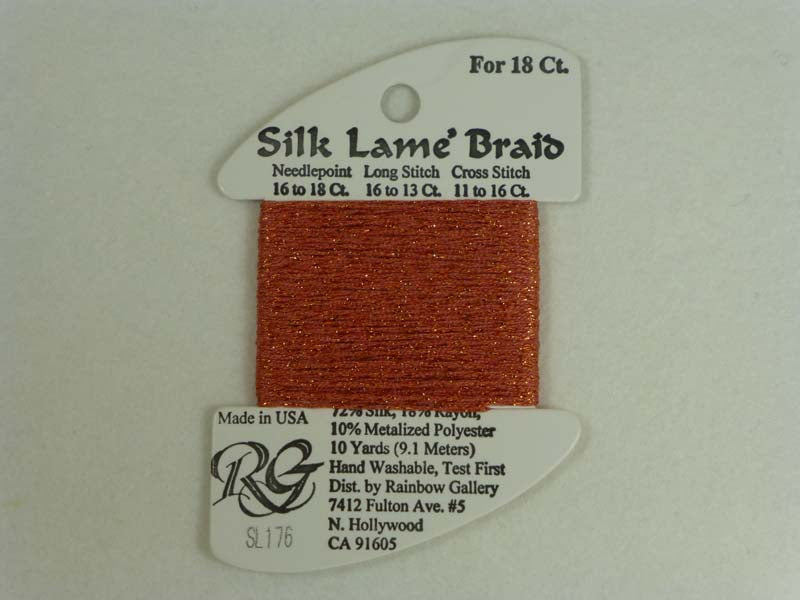 For 18 Ct.
Silk Lame' Braid
Needlepoint Long Stitch Cross Stitch
16 to 18 Ct. 16 to 13 Ct. 11 to 16 Ct.
Made in USA
72% Silk, 18% Rayon,
10% Metalized Polyester
10 Yards (9.1 Meters)
Hand Washable, Test First
Dist. by Rainbow Gallery
7412 Fulton Ave. #5
N. Hollywood
CA 91605
RG
SL176